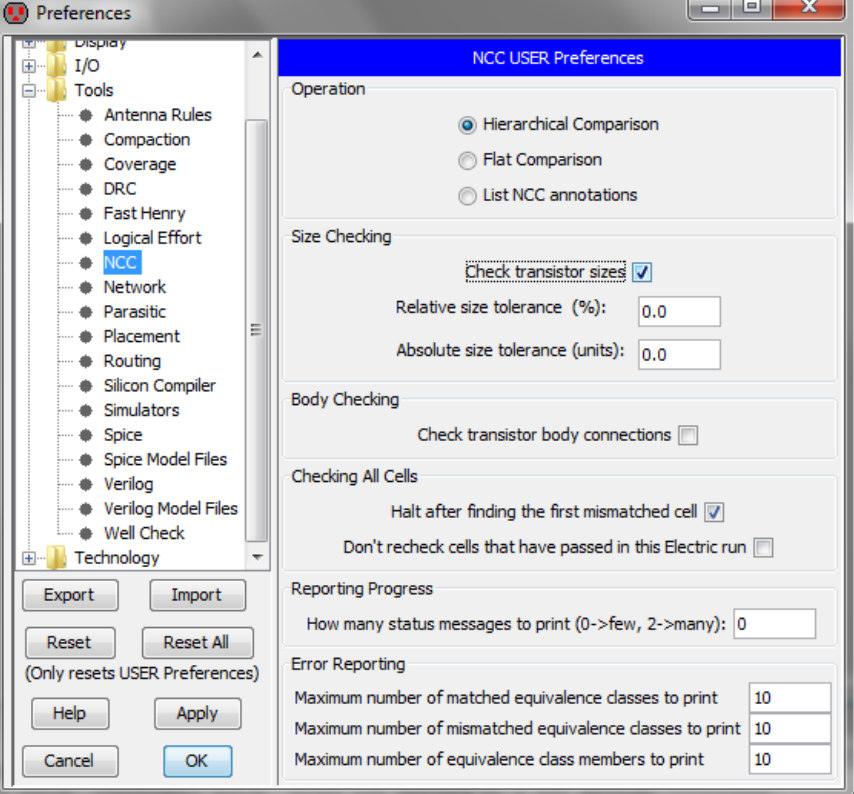 Preferences
Display
I/O
Tools
Antenna Rules
Compaction
Coverage
DRC
Fast Henry
Logical Effort
NCC
Network
Parasitic
Placement
Routing
Silicon Compiler
Simulators
Spice
Spice Model Files
Verilog
Verilog Model Files
Well Check
Technology
Export Import
Reset Reset All
(Only resets USER Preferences)
Help Apply
Cancel OK
NCC USER Preferences
Operation
Hierarchical Comparison
Flat Comparison
List NCC annotations
Size Checking
Check transistor sizes
Relative size tolerance (%): 0.0
Absolute size tolerance (units): 0.0
Body Checking
Check transistor body connections
Checking All Cells
Halt after finding the first mismatched cell
Don't recheck cells that have passed in this Electric run
Reporting Progress
How many status messages to print (0->few, 2->many): 0
Error Reporting
Maximum number of matched equivalence classes to print 10
Maximum number of mismatched equivalence classes to print 10
Maximum number of equivalence class members to print 10